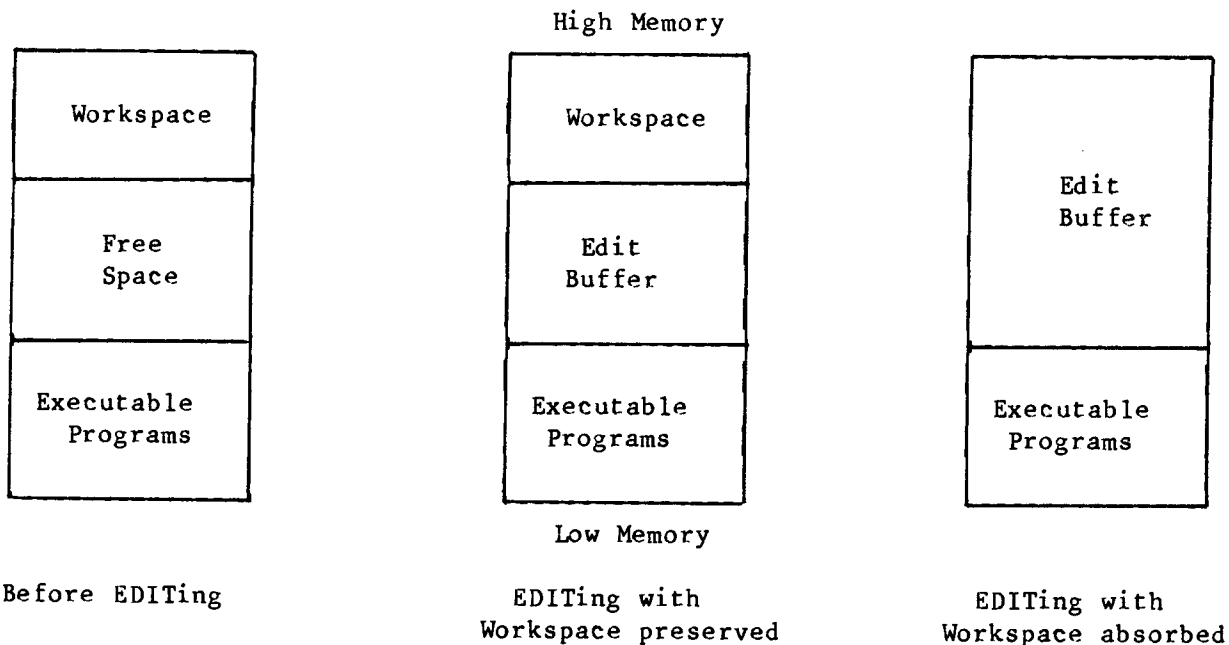 High Memory
Workspace
Free
Space
Executable
Programs
Before EDITing
Workspace
Edit
Buffer
Executable
Programs
Low Memory
EDITing with
Workspace preserved
Edit
Buffer
Executable
Programs
EDITing with
Workspace absorbed